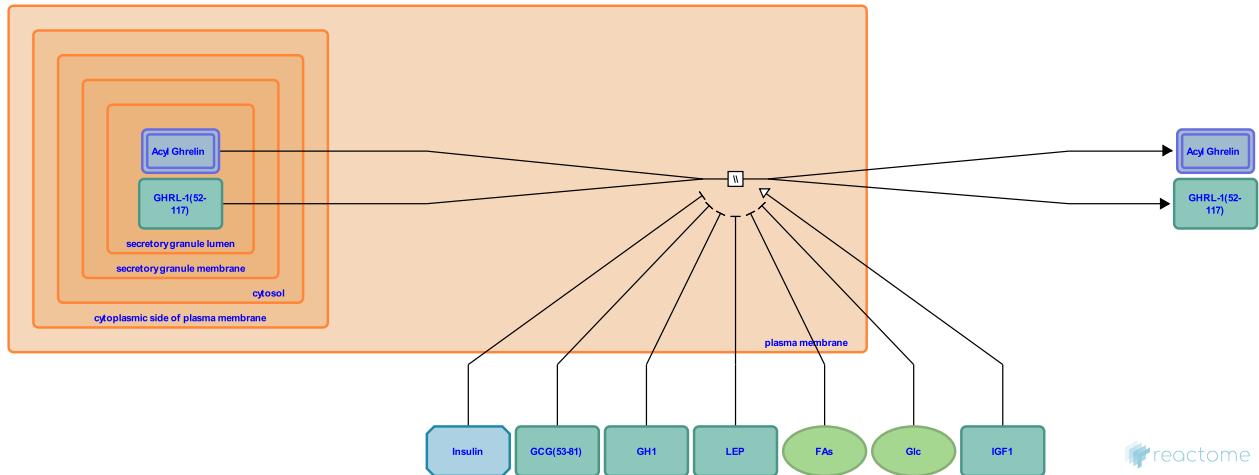 Acyl Ghrelin
GHRL-1(52-
117)
secretory granule lumen
secretory granule membrane
cytosol
cytoplasmic side of plasma membrane
\\
plasma membrane
Acyl Ghrelin
GHRL-1(52-
117)
Insulin
GCG(53-81)
GH1
LEP
FAs
Glc
IGF1
reactome